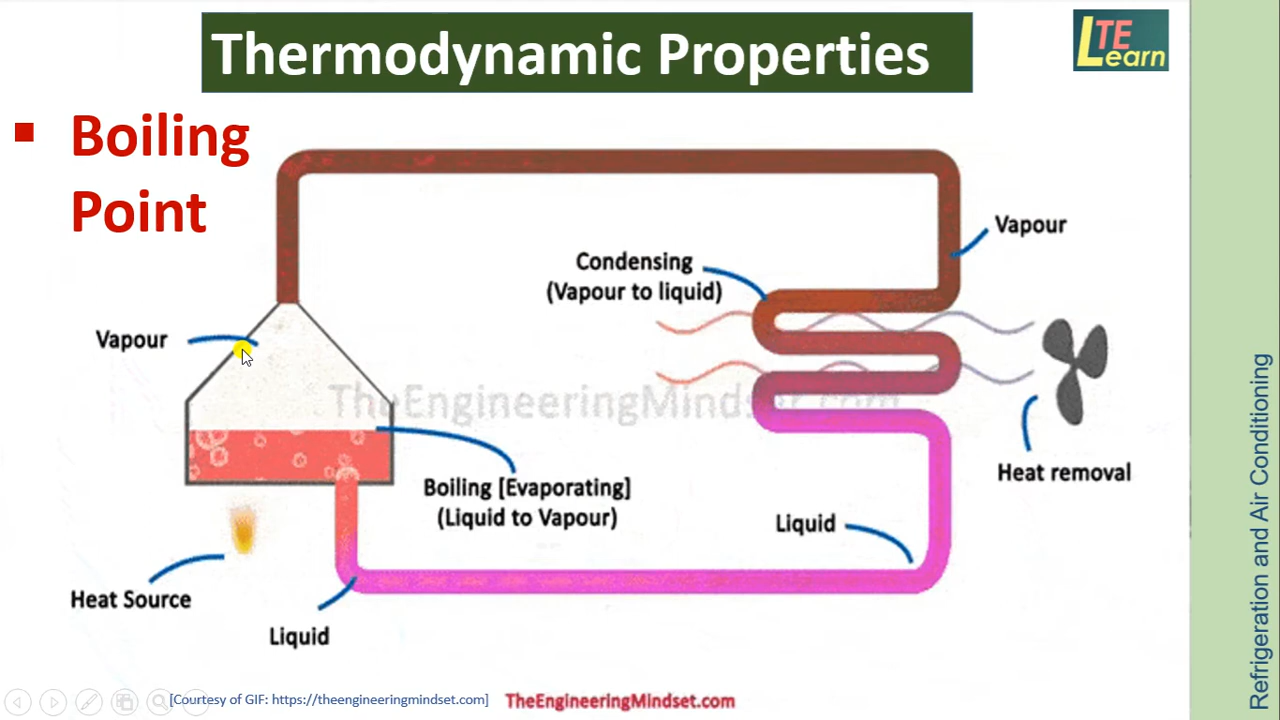 Thermodynamic Properties
LTE
Learn
▪ Boiling
Point
Vapour
Condensing
(Vapour to liquid)
Vapour
TheEngineeringMindset.com
Boiling [Evaporating]
(Liquid to Vapour)
Heat removal
Liquid
Heat Source
Liquid
[Courtesy of GIF: https://theengineeringmindset.com]
TheEngineeringMindset.com
Refrigeration and Air Conditioning